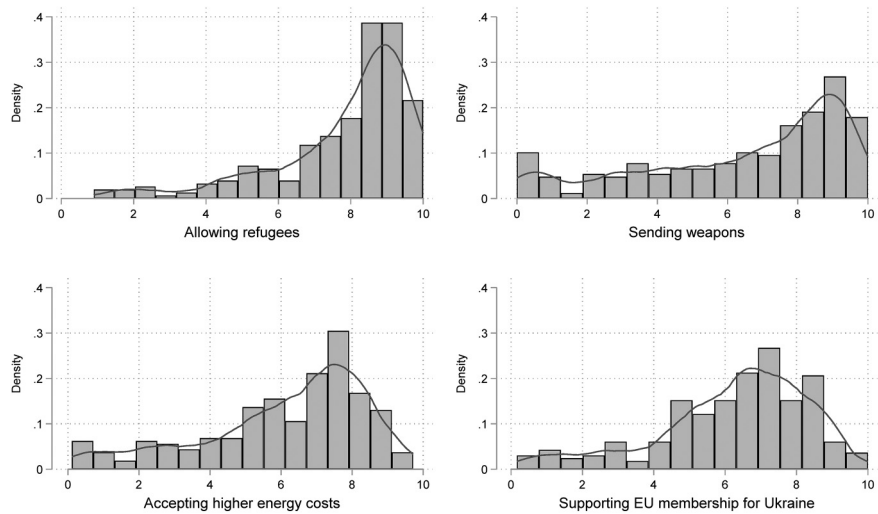 .4
.3
.2
.1
0
Density
0 2 4 6 8 10
Allowing refugees
.4
.3
.2
.1
0
Density
0 2 4 6 8 10
Sending weapons
.4
.3
.2
.1
0
Density
0 2 4 6 8 10
Accepting higher energy costs
.4
.3
.2
.1
0
Density
0 2 4 6 8 10
Supporting EU membership for Ukraine